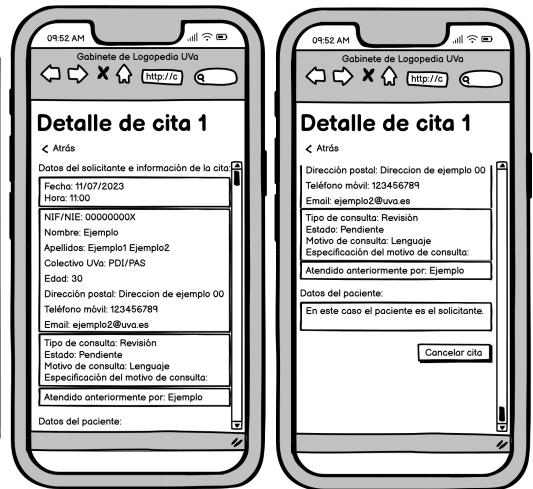 09:52 AM
Gabinete de Logopedia UVa
http://c
Detalle de cita 1
Atrás
Datos del solicitante e información de la cita:
Fecha: 11/07/2023
Hora: 11:00
NIF/NIE: 00000000X
Nombre: Ejemplo
Apellidos: Ejemplo1 Ejemplo2
Colectivo UVa: PDI/PAS
Edad: 30
Dirección postal: Direccion de ejemplo 00
Teléfono móvil: 123456789
Email: ejemplo2@uva.es
Tipo de consulta: Revisión
Estado: Pendiente
Motivo de consulta: Lenguaje
Especificación del motivo de consulta:
Atendido anteriormente por: Ejemplo
Datos del paciente:
09:52 AM
Gabinete de Logopedia UVa
http://c
Detalle de cita 1
Atrás
Dirección postal: Direccion de ejemplo 00
Teléfono móvil: 123456789
Email: ejemplo2@uva.es
Tipo de consulta: Revisión
Estado: Pendiente
Motivo de consulta: Lenguaje
Especificación del motivo de consulta:
Atendido anteriormente por: Ejemplo
Datos del paciente:
En este caso el paciente es el solicitante.
Cancelar cita